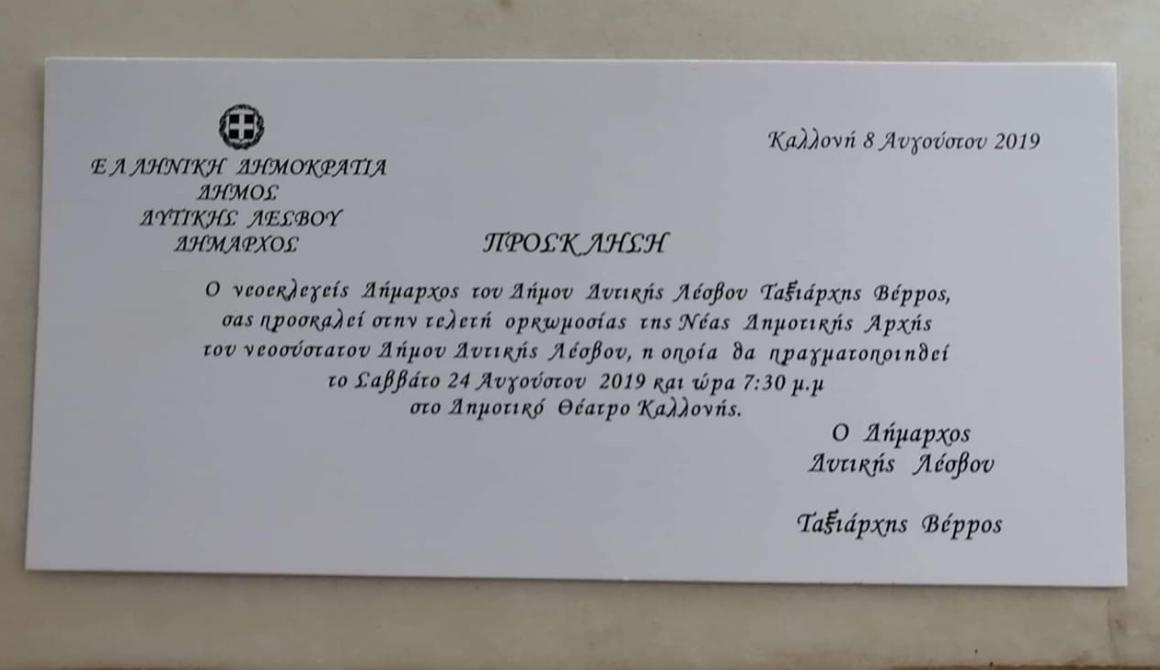 ΕΛΛΗΝΙΚΗ ΔΗΜΟΚΡΑΤΙΑ
ΔΗΜΟΣ
ΔΥΤΙΚΗΣ ΛΕΣΒΟΥ
ΔΗΜΑΡΧΟΣ
Καλλονή 8 Αυγούστου 2019
ΠΡΟΣΚΛΗΣΗ
Ο νεοεκλεγείς Δήμαρχος του Δήμου Δυτικής Λέσβου Ταξιάρχης Βέρρος,
σας προσκαλεί στην τελετή ορκωμοσίας της Νέας Δημοτικής Αρχής
του νεοσύστατου Δήμου Δυτικής Λέσβου, η οποία θα πραγματοποιηθεί
το Σαββάτο 24 Αυγούστου 2019 και ώρα 7:30 μ.μ
στο Δημοτικό Θέατρο Καλλονής.
Ο Δήμαρχος
Δυτικής Λέσβου
Ταξιάρχης Βέρρος